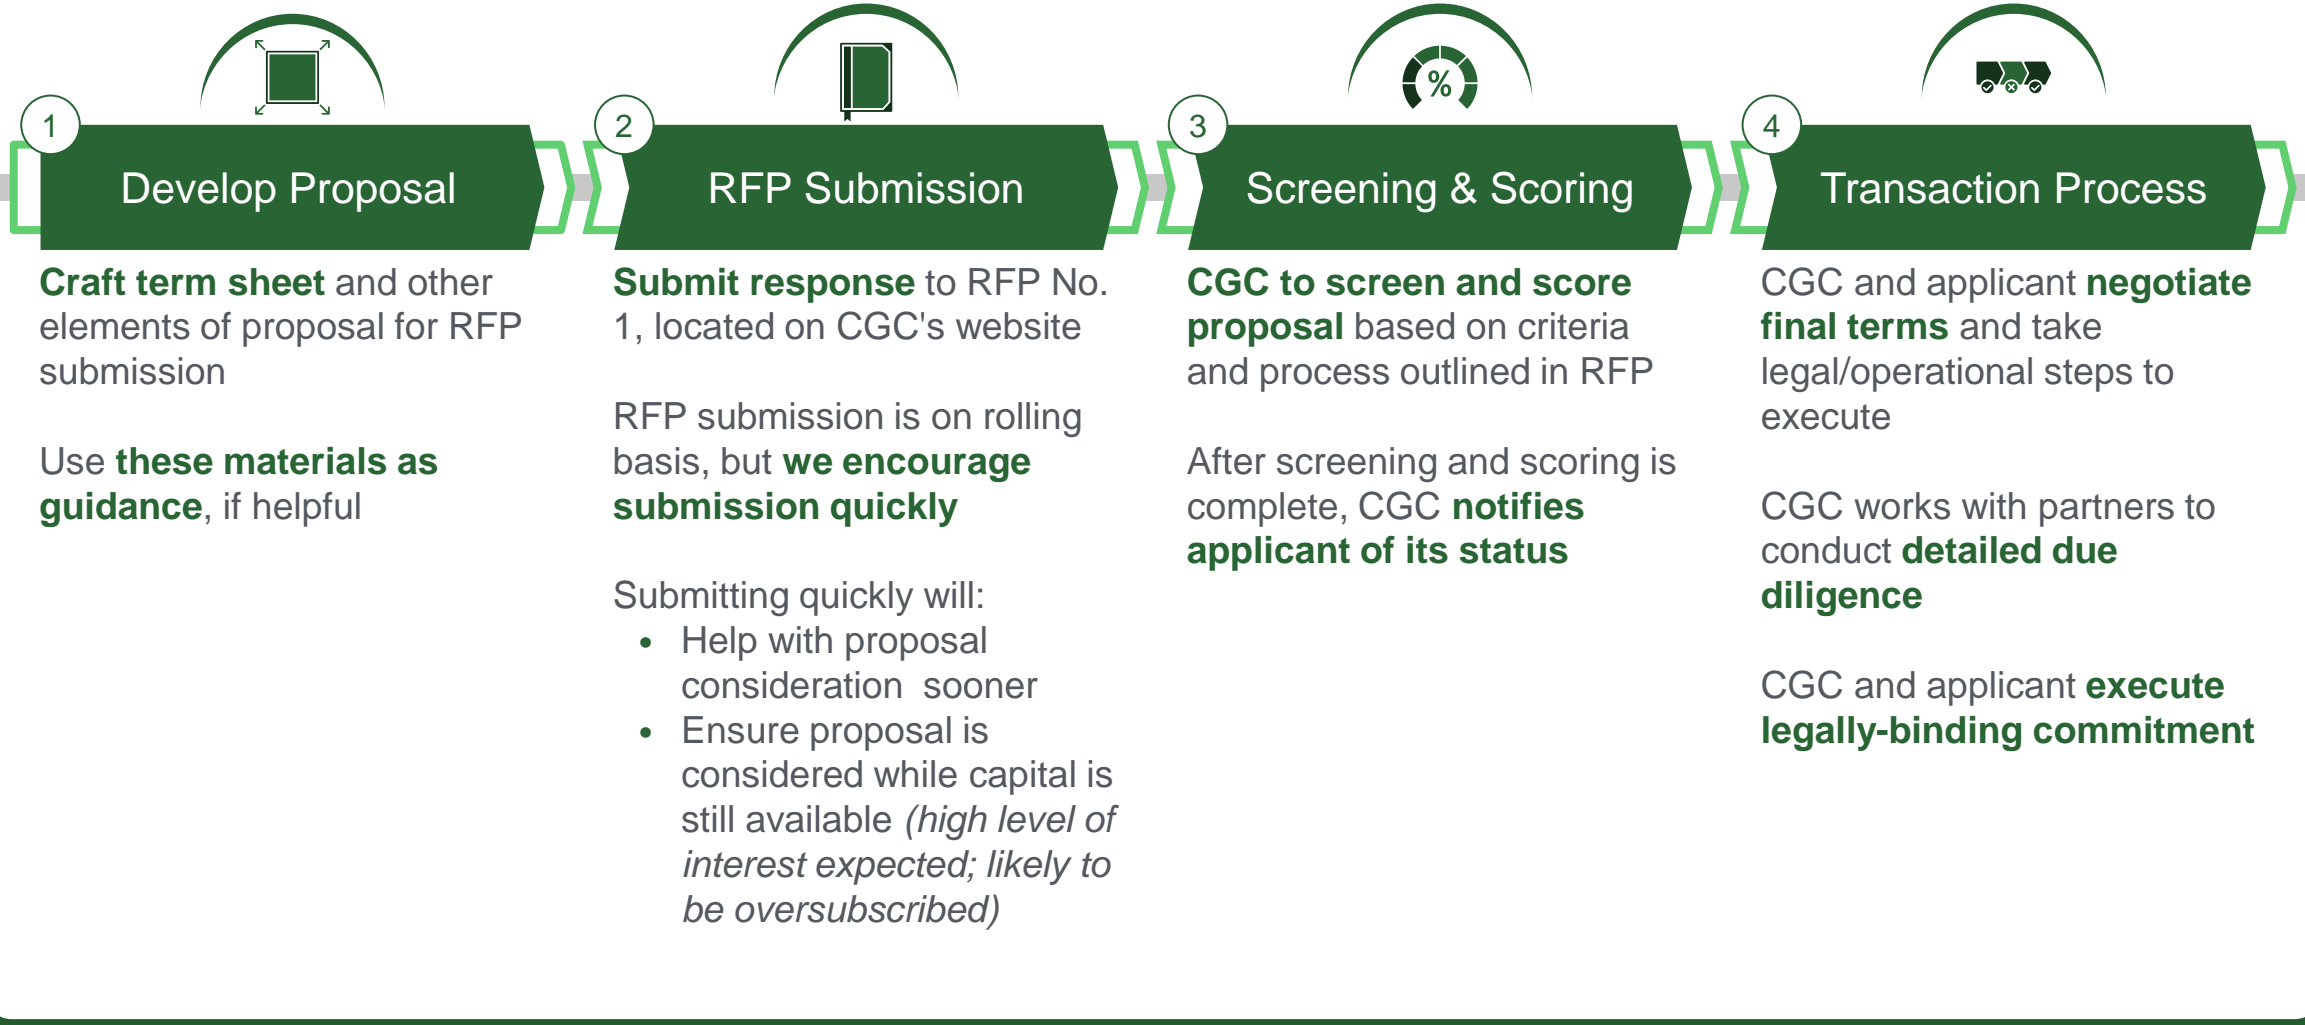 1
Develop Proposal
Craft term sheet and other
elements of proposal for RFP
submission
Use these materials as
guidance, if helpful
2
RFP Submission
Submit response to RFP No.
1, located on CGC's website
RFP submission is on rolling
basis, but we encourage
submission quickly
Submitting quickly will:
• Help with proposal
consideration  sooner
• Ensure proposal is
considered while capital is
still available (high level of
interest expected; likely to
be oversubscribed)
3
%
Screening & Scoring
CGC to screen and score
proposal based on criteria
and process outlined in RFP
After screening and scoring is
complete, CGC notifies
applicant of its status
4
Transaction Process
CGC and applicant negotiate
final terms and take
legal/operational steps to
execute
CGC works with partners to
conduct detailed due
diligence
CGC and applicant execute
legally-binding commitment